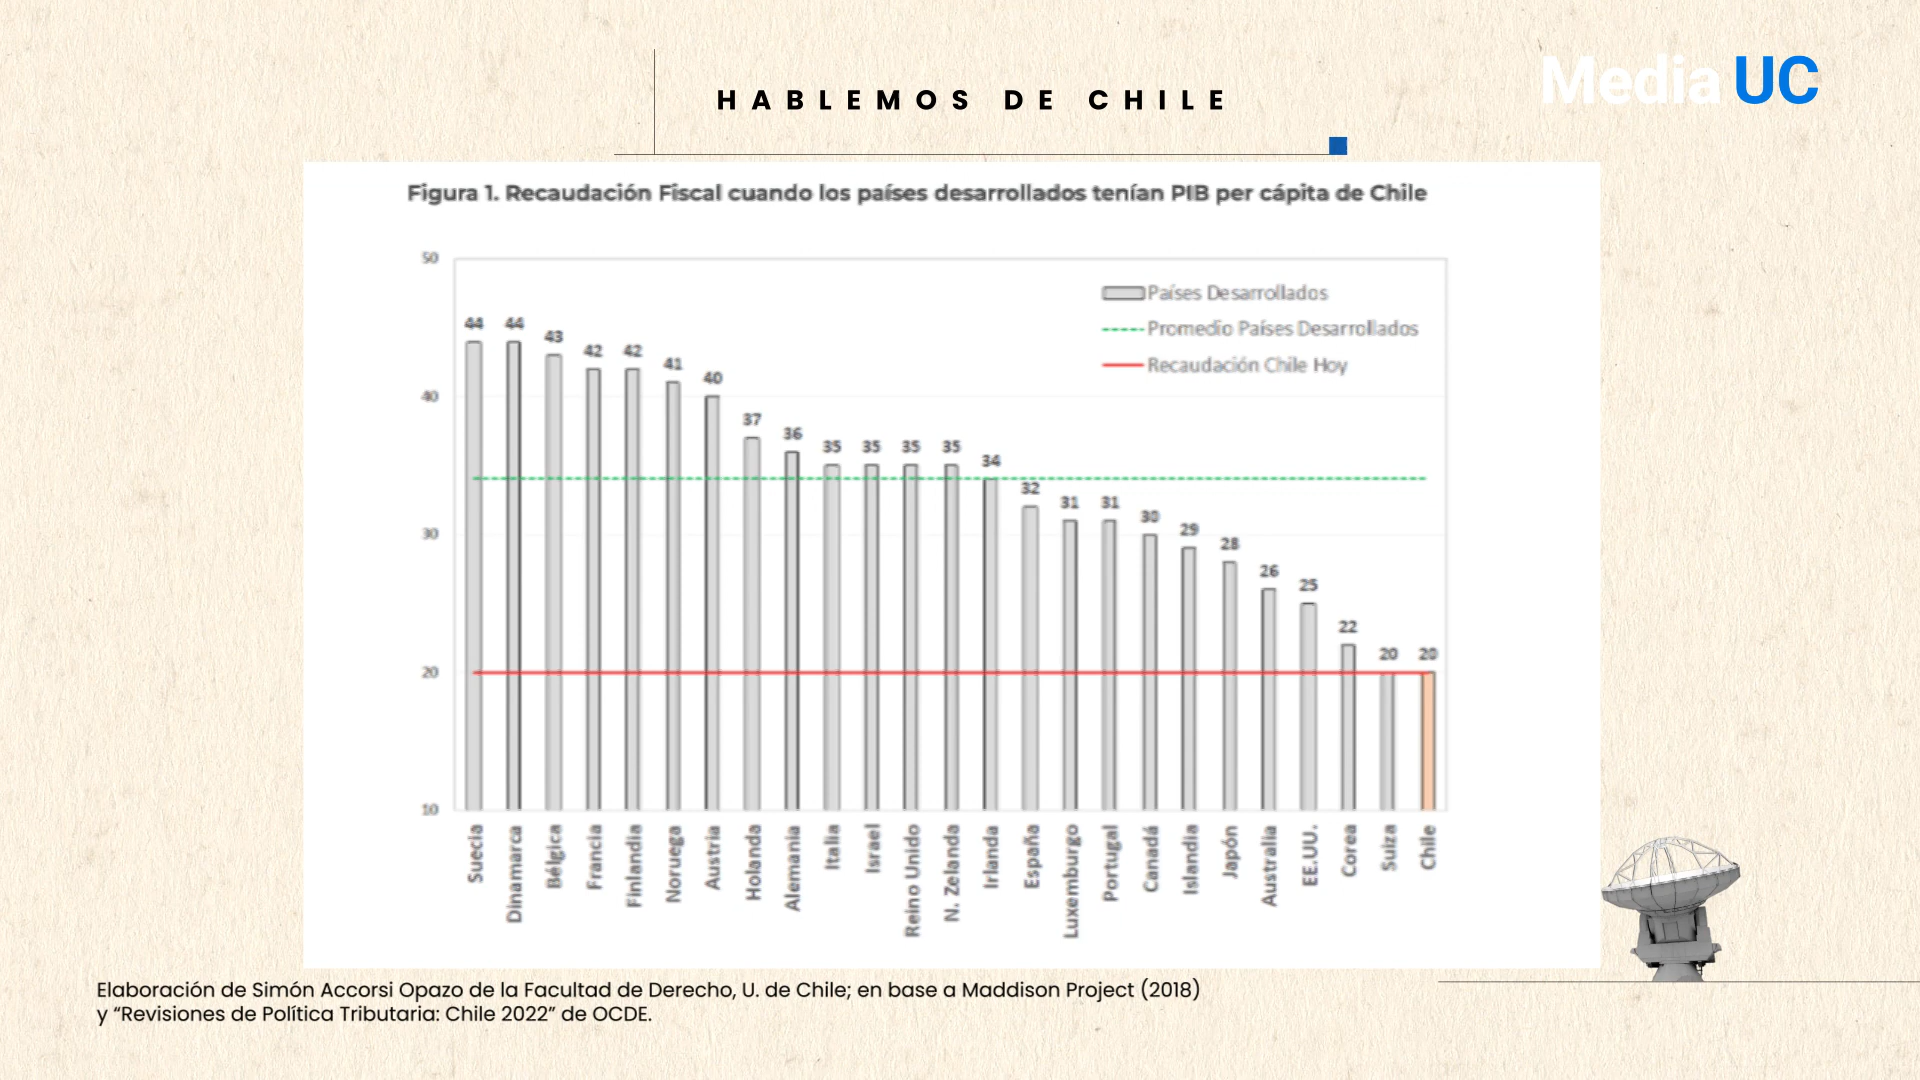 HABLEMOS DE CHILE
Media UC
Figura 1. Recaudación Fiscal cuando los países desarrollados tenían PIB per cápita de Chile
50
40
30
20
10
Países Desarrollados
Promedio Países Desarrollados
Recaudación Chile Hoy
44
44
43
42
42
41
40
37
36
35
35
35
35
34
32
31
31
30
29
28
26
25
22
20
20
Suecia
Dinamarca
Bélgica
Francia
Finlandia
Noruega
Austria
Holanda
Alemania
Italia
Israel
Reino Unido
N. Zelanda
Irlanda
España
Luxemburgo
Portugal
Canadá
Islandia
Japón
Australia
EE.UU.
Corea
Suiza
Chile
Elaboración de Simón Accorsi Opazo de la Facultad de Derecho, U. de Chile; en base a Maddison Project (2018)
y “Revisiones de Política Tributaria: Chile 2022” de OCDE.